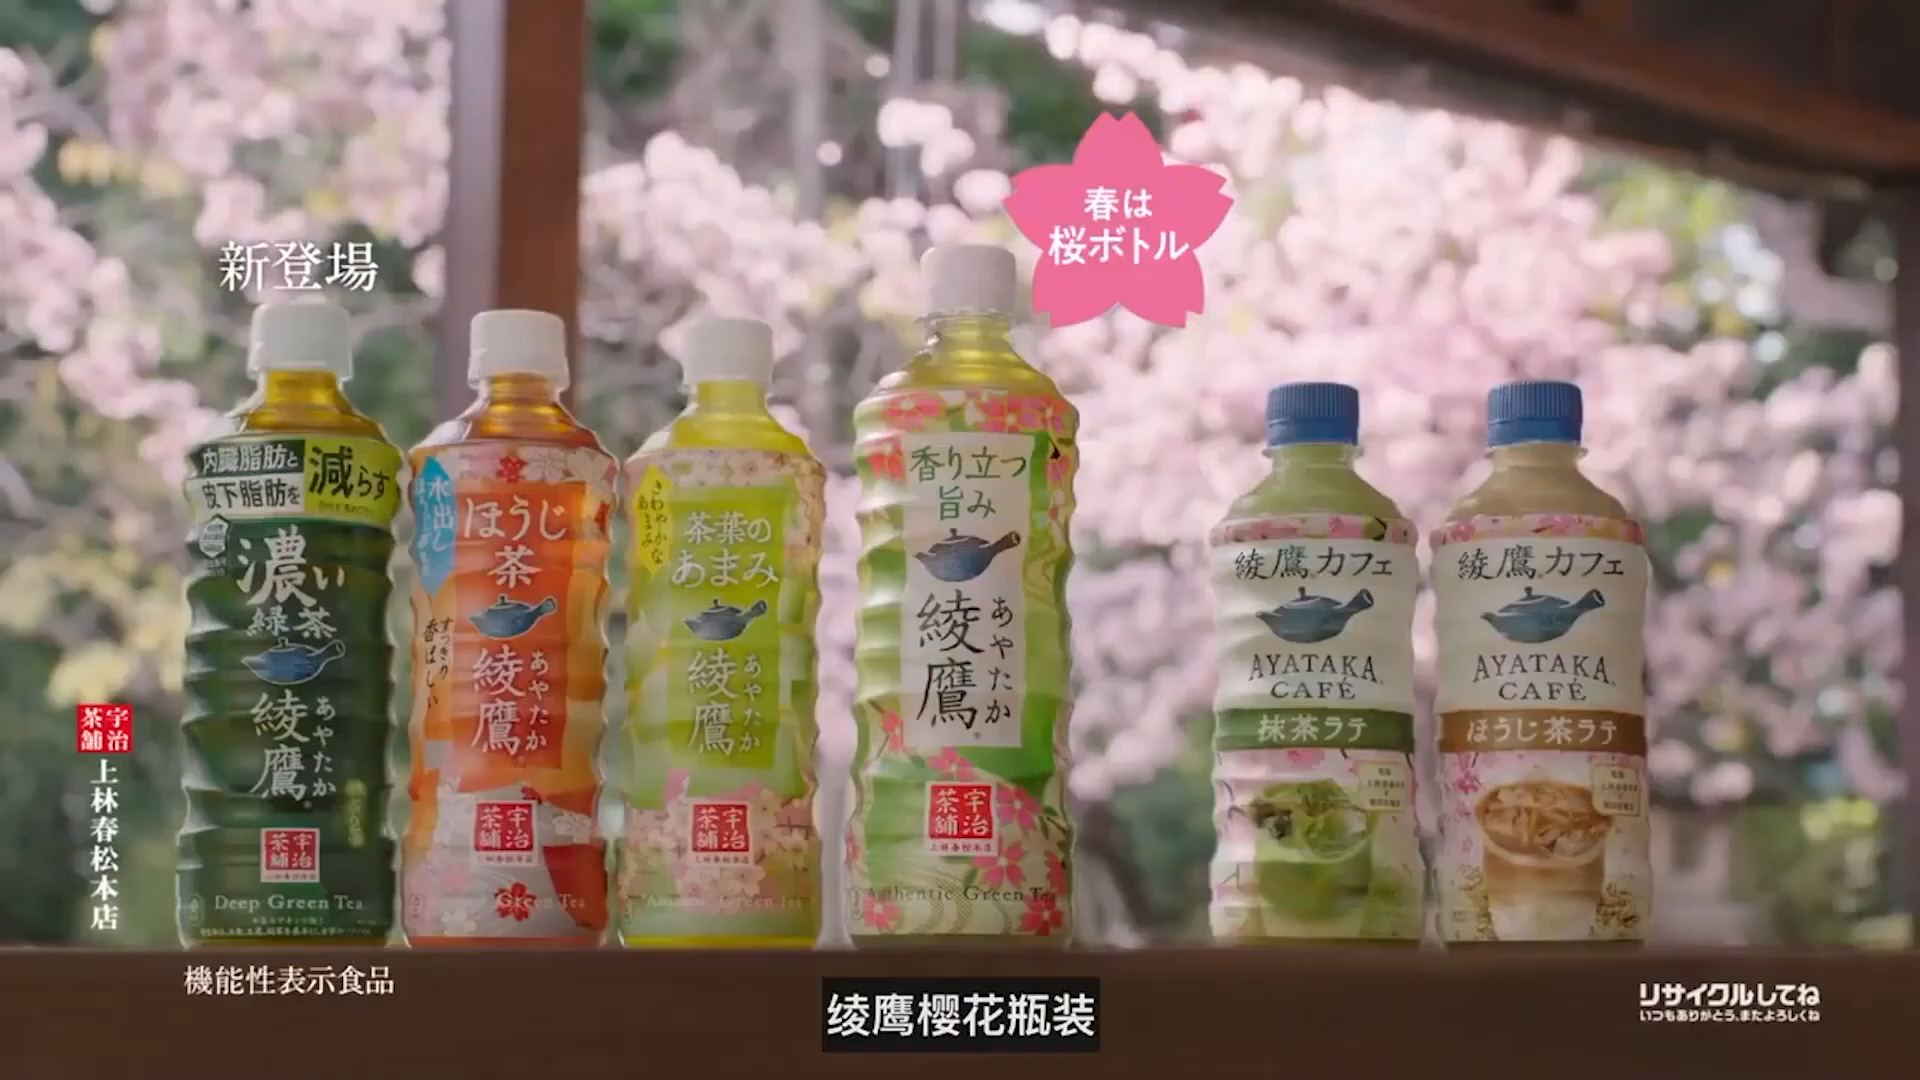 春は
桜ボトル
新登場
内臓脂肪と
皮下脂肪を
減らす
濃い
緑茶
綾鷹
あやたか
宇治
茶舗
Deep Green Tea
水出し
ほうじ
茶
すっきり
香ばしい
綾鷹
あやたか
宇治
茶舗
Green Tea
さわやかな
あまみ
茶葉の
あまみ
綾鷹
あやたか
宇治
茶舗
上林春松本店
Green Tea
香り立つ
旨み
綾鷹
あやたか
宇治
茶舗
上林春松本店
Authentic Green Tea
綾鷹カフェ
AYATAKA
CAFÉ
抹茶ラテ
綾鷹カフェ
AYATAKA
CAFÉ
ほうじ茶ラテ
宇治
茶舗
上林春松本店
機能性表示食品
绫鹰樱花瓶装
リサイクルしてね
いつもありがとう、またよろしくね